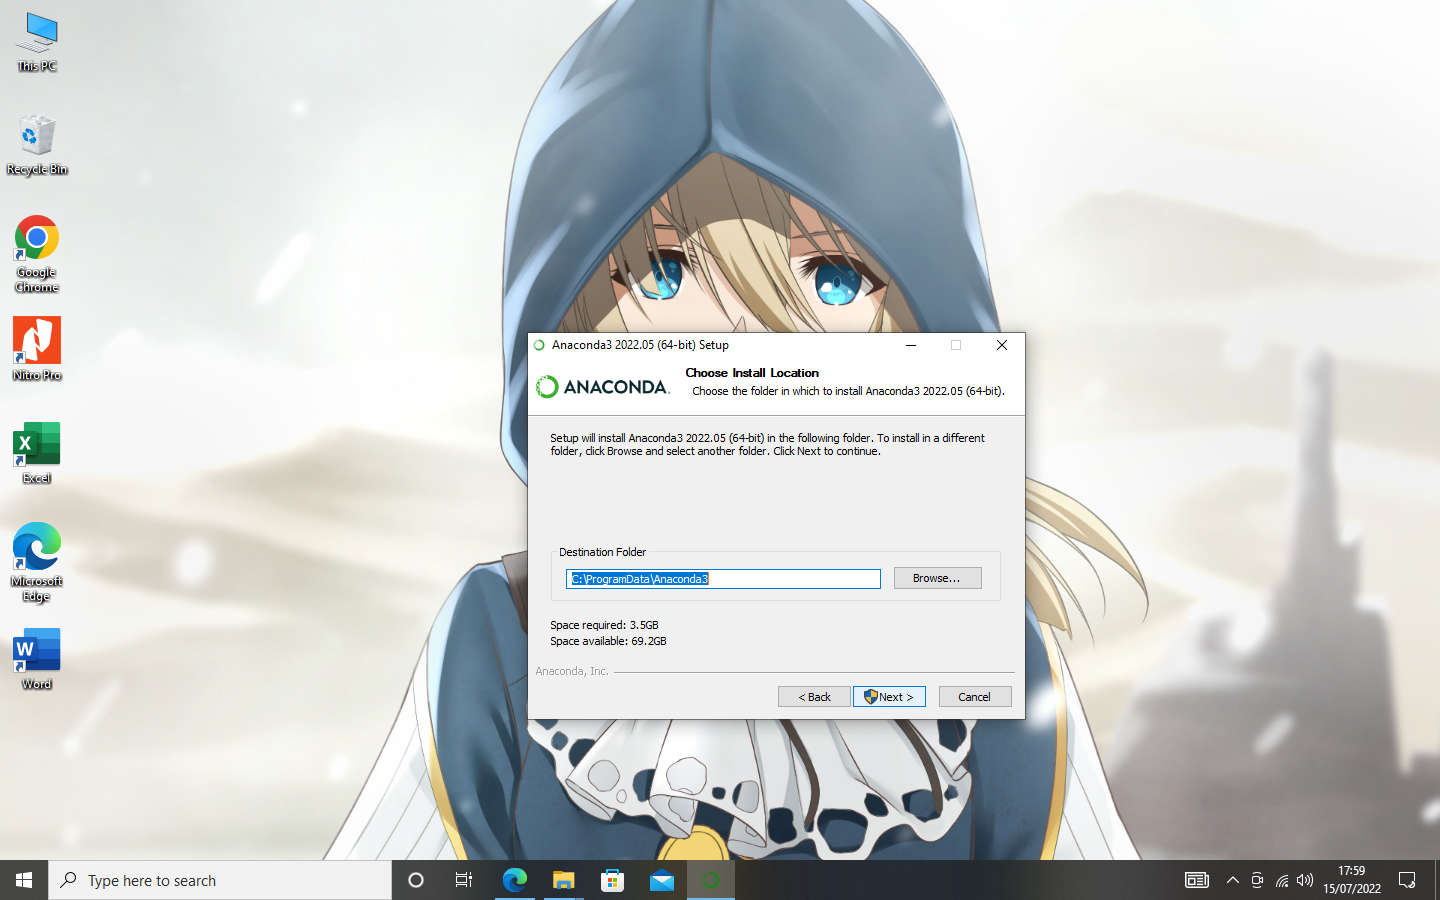 This PC
Recycle Bin
Google
Chrome
Nitro Pro
Excel
Microsoft
Edge
Word
Anaconda3 2022.05 (64-bit) Setup
ANACONDA.
Choose Install Location
Choose the folder in which to install Anaconda3 2022.05 (64-bit).
Setup will install Anaconda3 2022.05 (64-bit) in the following folder. To install in a different
folder, click Browse and select another folder. Click Next to continue.
Destination Folder
C:\ProgramData\Anaconda3
Browse...
Space required: 3.5GB
Space available: 69.2GB
Anaconda, Inc.
< Back
Next >
Cancel
Type here to search
17:59
15/07/2022